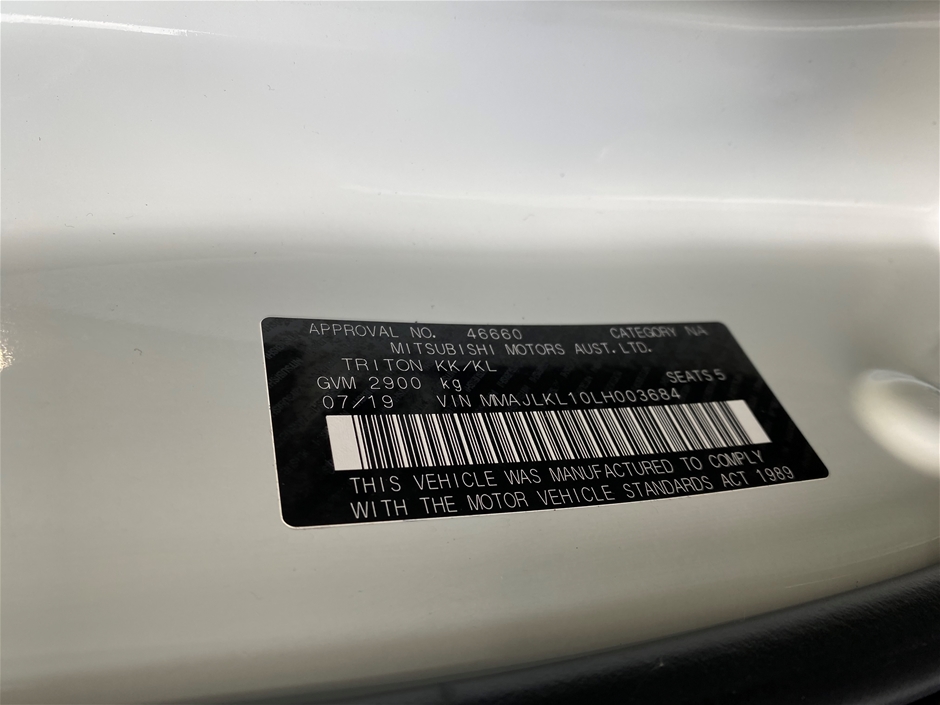 APPROVAL NO. 46660 CATEGORY NA
MITSUBISHI MOTORS AUST. LTD.
TRITON KK/KL
GVM 2900 kg SEATS 5
07/19 VIN MMAJLKL10LH003684
THIS VEHICLE WAS MANUFACTURED TO COMPLY
WITH THE MOTOR VEHICLE STANDARDS ACT 1989